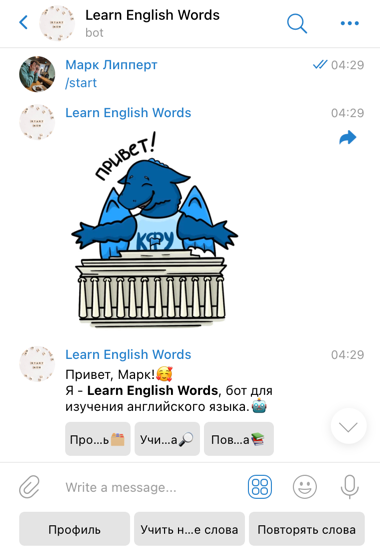 Learn English Words
bot
Марк Липперт
04:29
/start
Learn English Words
04:29
ПРИВЕТ!
КФУ
Learn English Words
04:29
Привет, Марк!🥰
Я - Learn English Words, бот для
изучения английского языка.🤖
Про...ь🗂
Учи...а🔎
Пов...а📚
Write a message...
Профиль
Учить н...е слова
Повторять слова